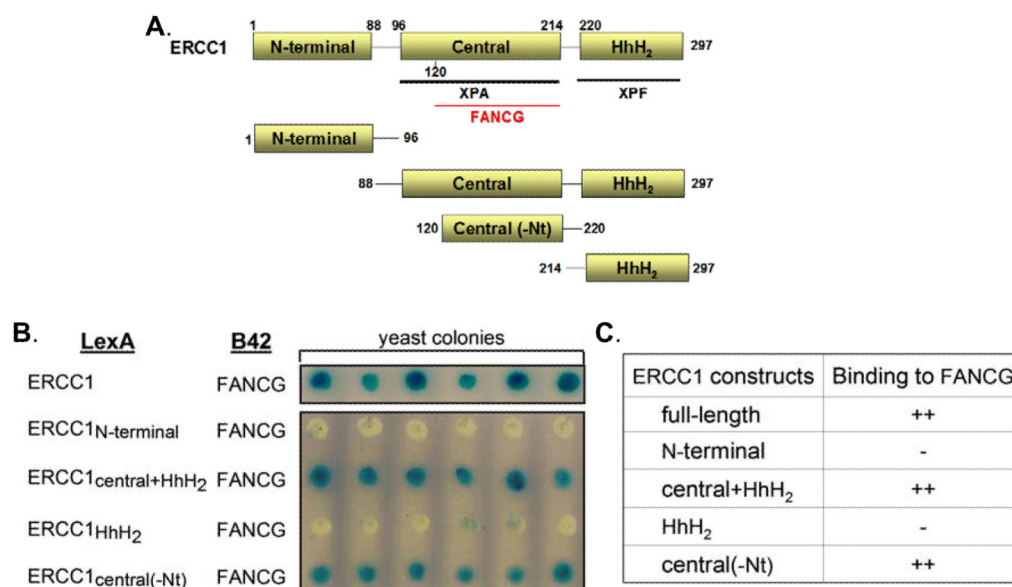 A.
1 88 96 214 220
ERCC1 N-terminal Central HhH2 297
120
XPA XPF
FANCG
1 N-terminal 96
88 Central HhH2 297
120 Central (-Nt) 220
214 HhH2 297
B.
LexA B42 yeast colonies
ERCC1 FANCG
ERCC1N-terminal FANCG
ERCC1central+HhH2 FANCG
ERCC1HhH2 FANCG
ERCC1central(-Nt) FANCG
C.
ERCC1 constructs Binding to FANCG
full-length ++
N-terminal -
central+HhH2 ++
HhH2 -
central(-Nt) ++